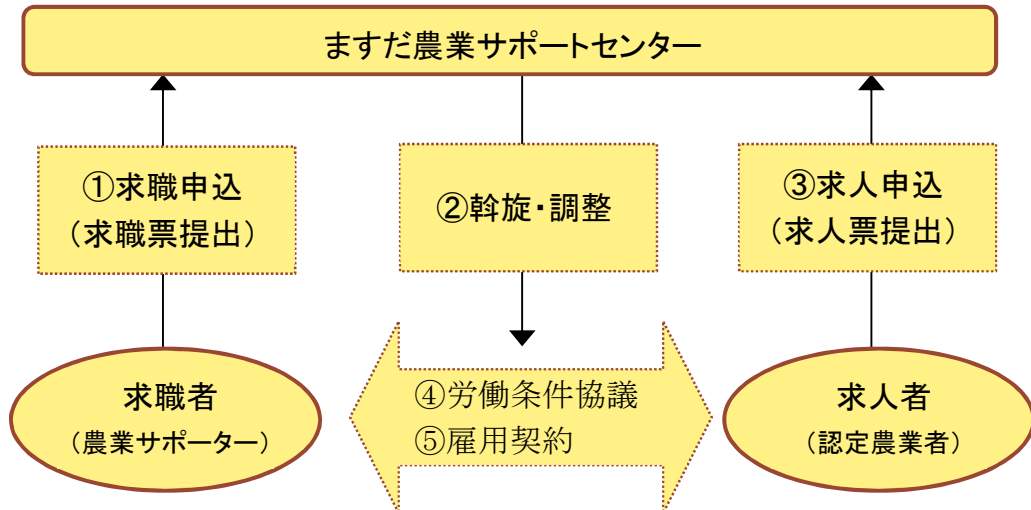 ますだ農業サポートセンター
①求職申込
（求職票提出）
②斡旋・調整
③求人申込
（求人票提出）
求職者
（農業サポーター）
④労働条件協議
⑤雇用契約
求人者
（認定農業者）